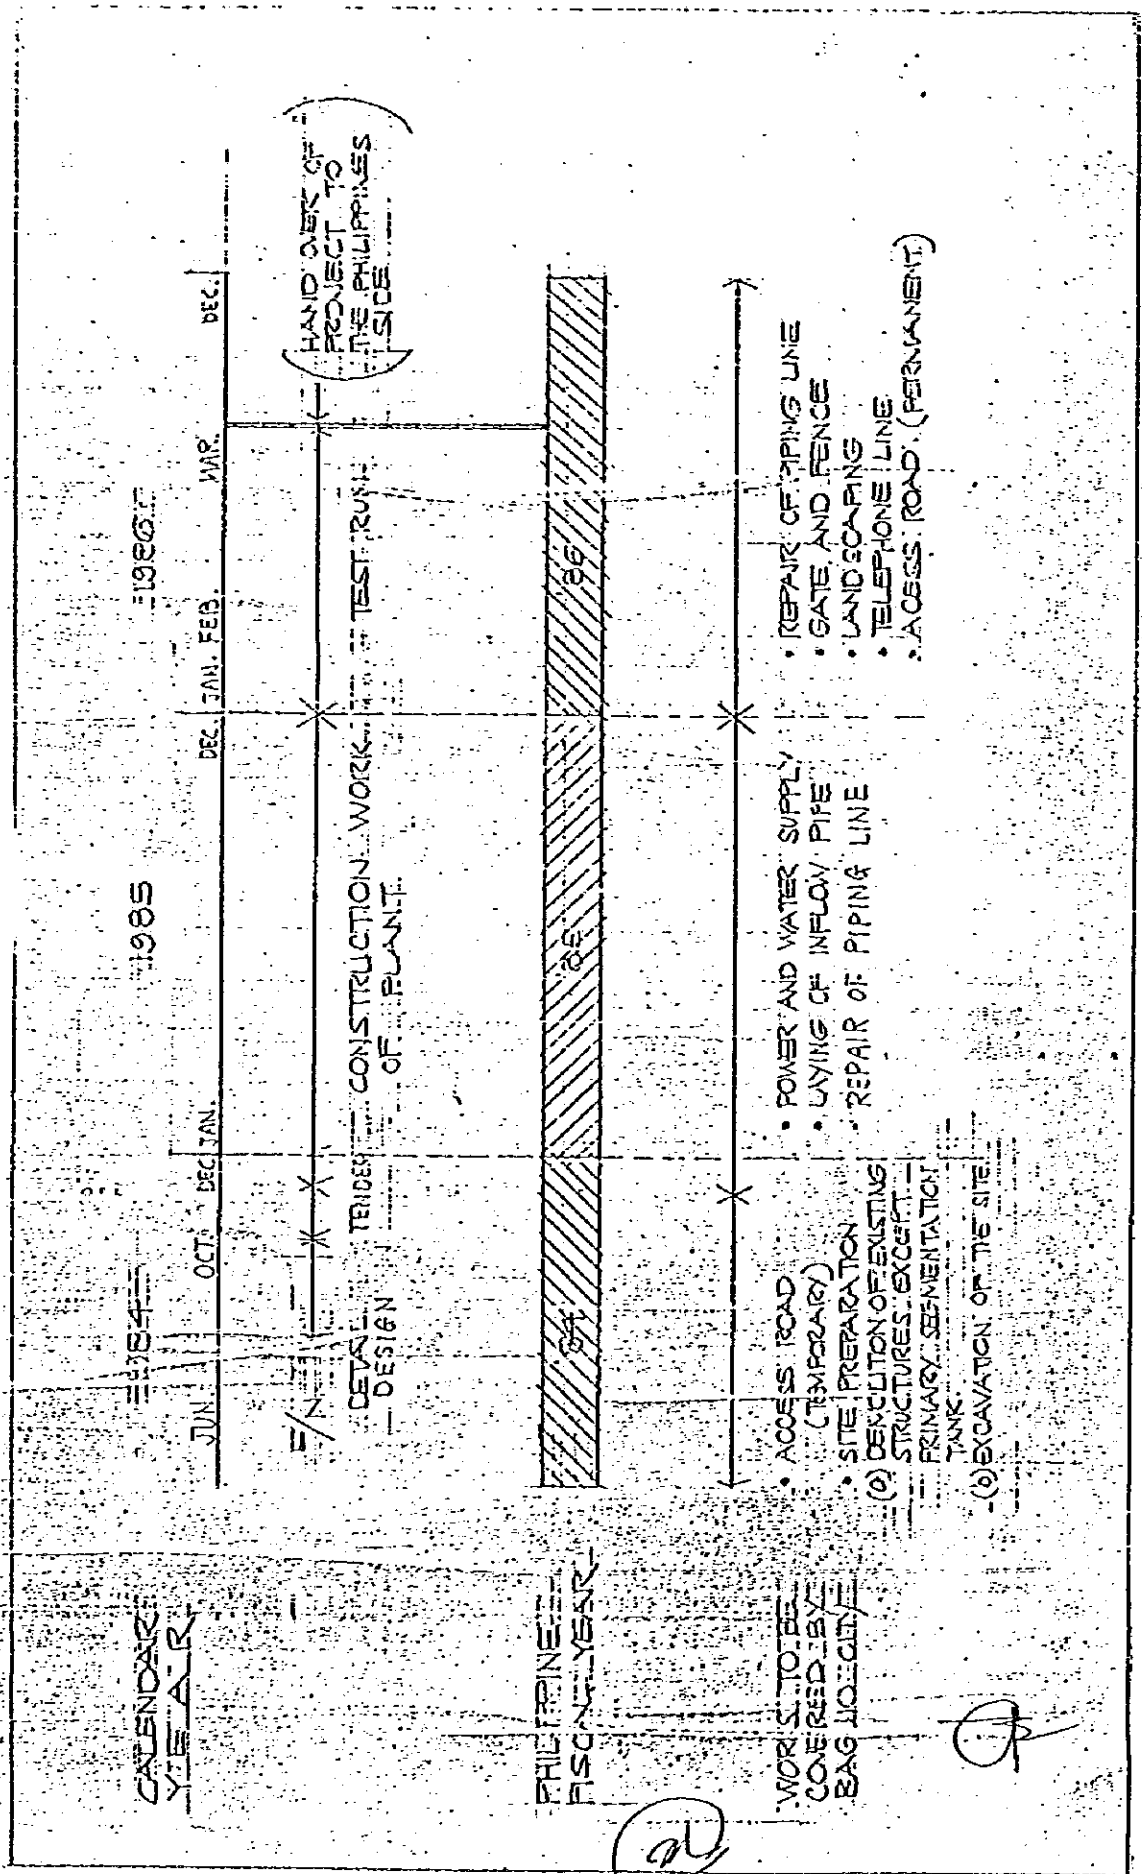 CALENDAR
YEAR
1984
1985
1986
JUN
OCT.
DEC.
JAN.
DEC.
JAN.
FEB.
MAR.
DEC.
E/N
DETAIL
DESIGN
TENDER
CONSTRUCTION WORK
OF PLANT
TEST RUN
(HAND OVER OF
PROJECT TO
THE PHILIPPINES
SIDE)
PHILIPPINE
FISCAL YEAR
84
85
86
WORKS TO BE
COVERED BY
BAGUIO CITY
• ACCESS ROAD
(TEMPORARY)
• SITE PREPARATION
(a) DEMOLITION OF EXISTING
STRUCTURES EXCEPT
PRIMARY SEGMENTATION
TANK.
(b) EXCAVATION OF THE SITE
• POWER AND WATER SUPPLY
• LAYING OF INFLOW PIPE
• REPAIR OF PIPING LINE
• REPAIR OF PIPING LINE
• GATE AND FENCE
• LANDSCAPING
• TELEPHONE LINE
• ACESS ROAD (PERMANENT)